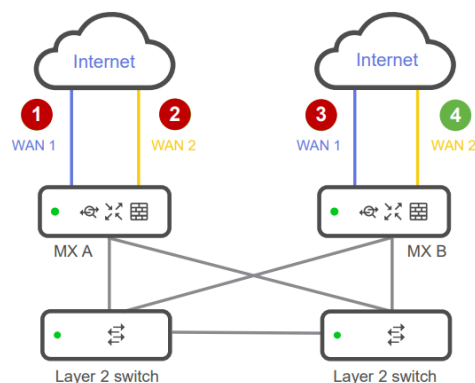 Internet
Internet
1
2
3
4
WAN 1
WAN 2
WAN 1
WAN 2
MX A
MX B
Layer 2 switch
Layer 2 switch